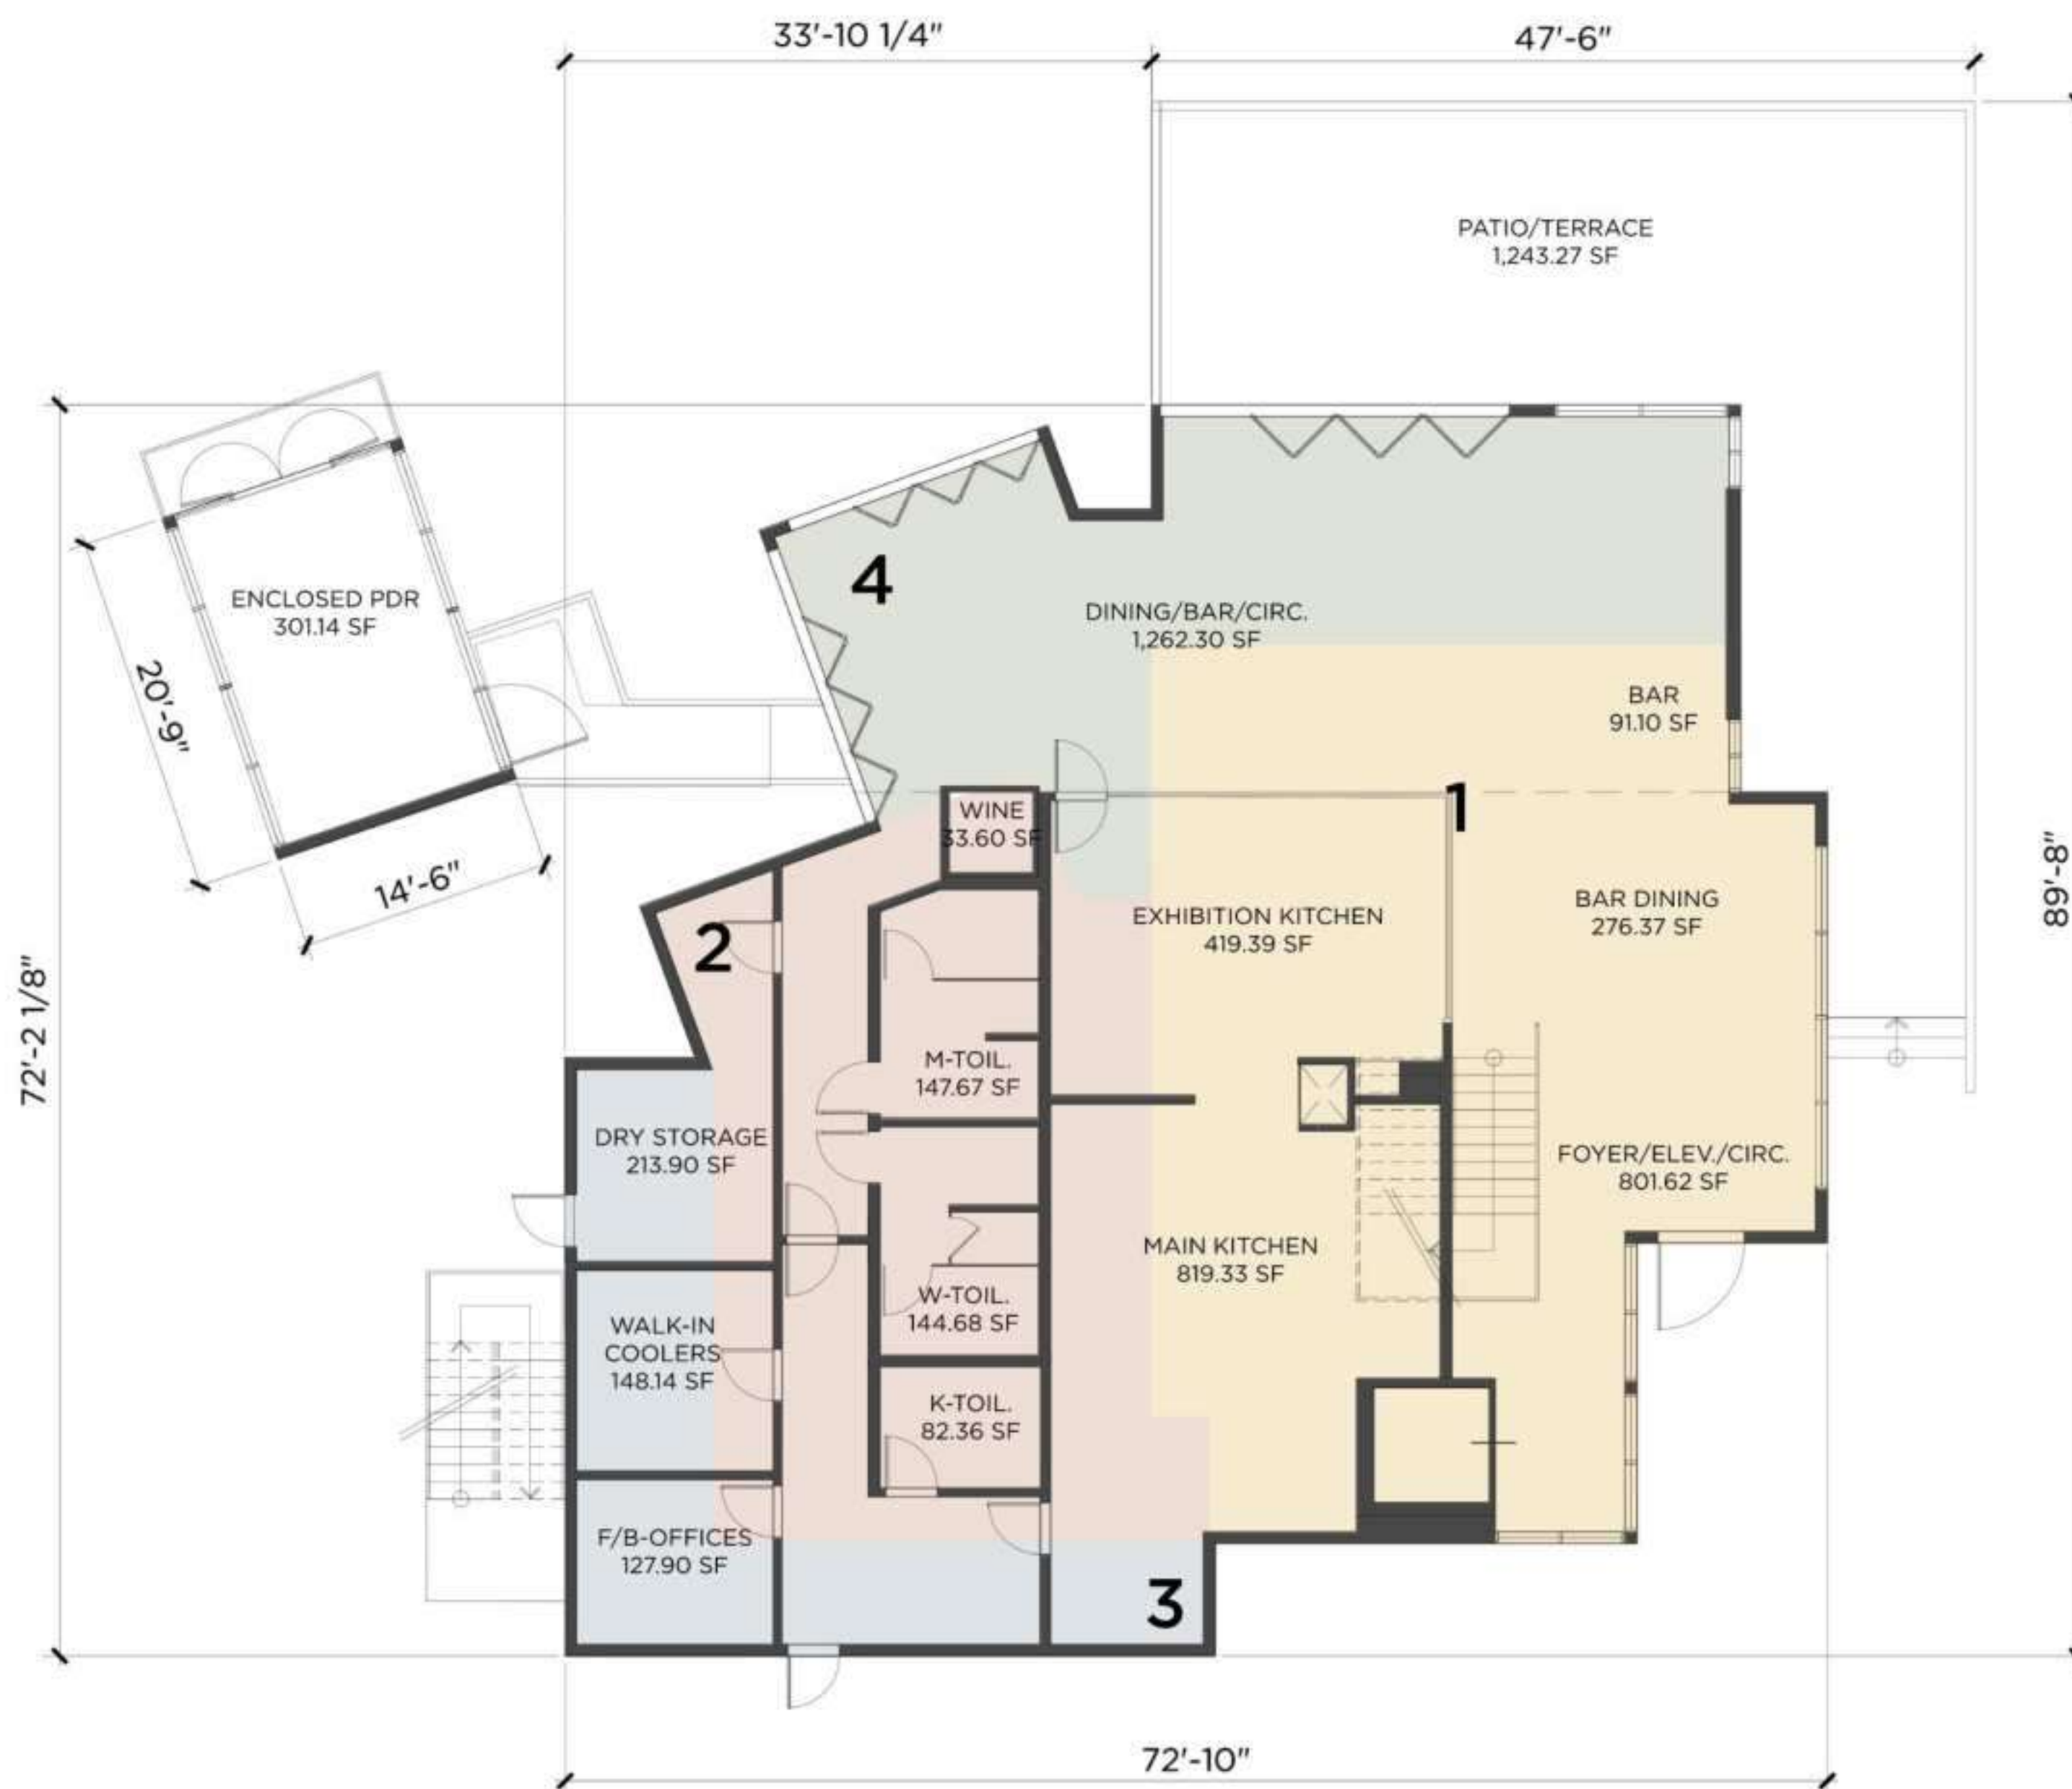 33'-10 1/4"
47'-6"
PATIO/TERRACE
1,243.27 SF
ENCLOSED PDR
301.14 SF
20'-9"
14'-6"
4
DINING/BAR/CIRC.
1,262.30 SF
BAR
91.10 SF
1
WINE
33.60 SF
2
EXHIBITION KITCHEN
419.39 SF
BAR DINING
276.37 SF
89'-8"
72'-2 1/8"
M-TOIL.
147.67 SF
DRY STORAGE
213.90 SF
FOYER/ELEV./CIRC.
801.62 SF
MAIN KITCHEN
819.33 SF
W-TOIL.
144.68 SF
WALK-IN
COOLERS
148.14 SF
K-TOIL.
82.36 SF
F/B-OFFICES
127.90 SF
3
72'-10"